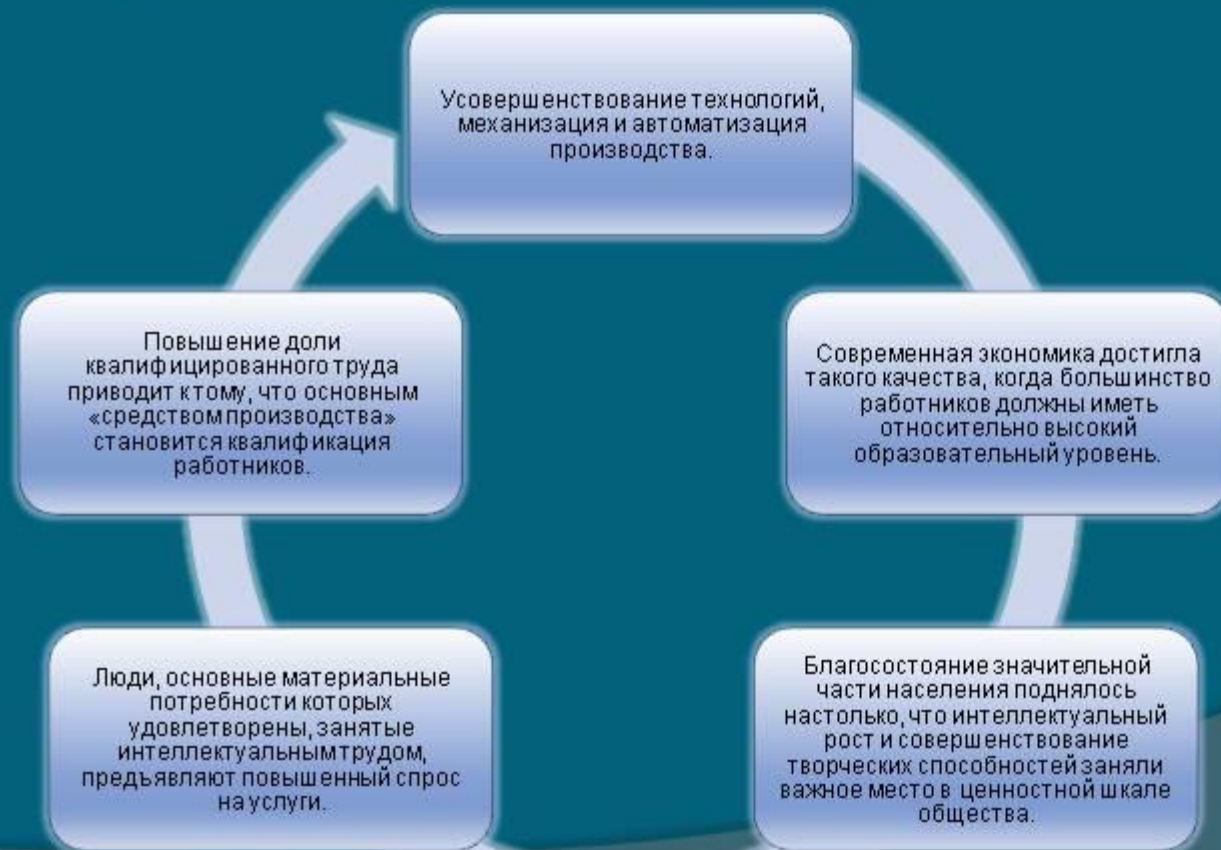 Усовершенствование технологий,
механизация и автоматизация
производства.
Современная экономика достигла
такого качества, когда большинство
работников должны иметь
относительно высокий
образовательный уровень.
Благосостояние значительной
части населения поднялось
настолько, что интеллектуальный
рост и совершенствование
творческих способностей заняли
важное место в ценностной шкале
общества.
Люди, основные материальные
потребности которых
удовлетворены, занятые
интеллектуальным трудом,
предъявляют повышенный спрос
на услуги.
Повышение доли
квалифицированного труда
приводит к тому, что основным
«средством производства»
становится квалификация
работников.